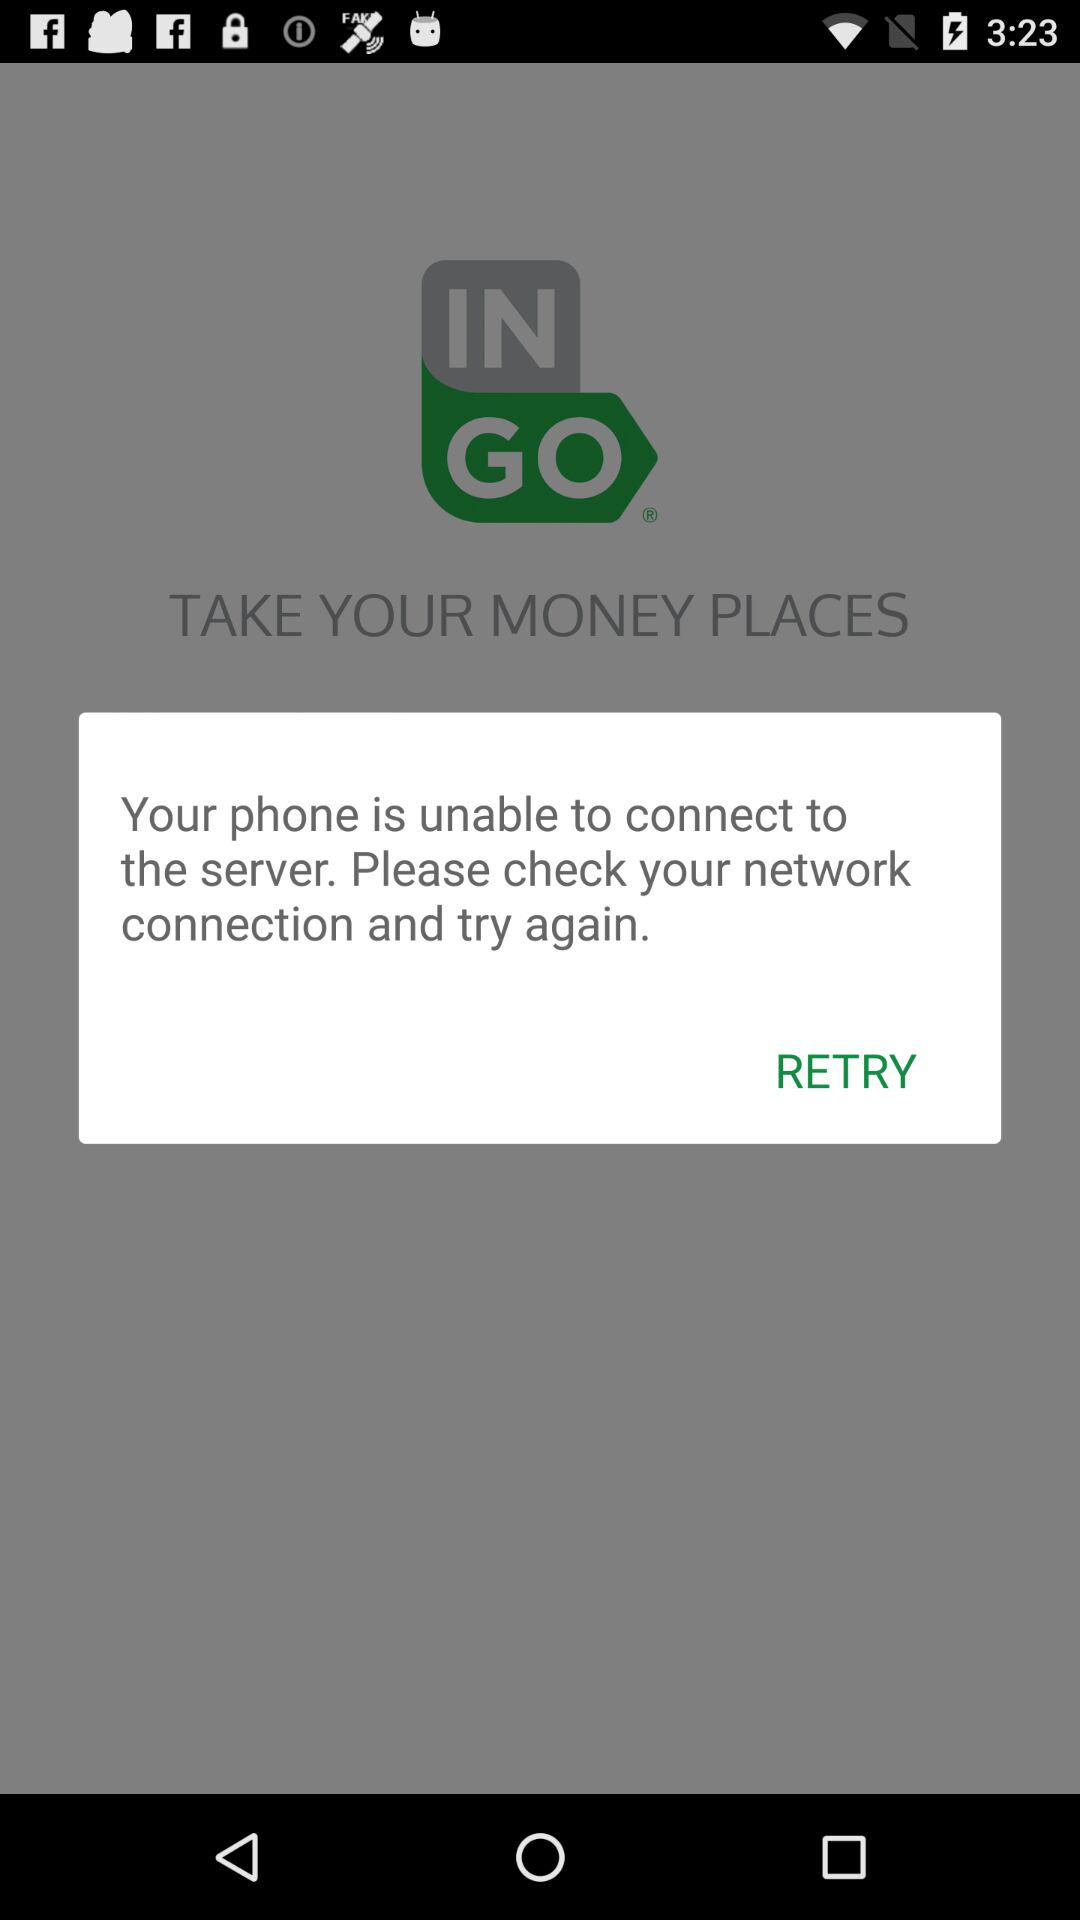 FAKE
3:23
IN
GO®
TAKE YOUR MONEY PLACES
Your phone is unable to connect to
the server. Please check your network
connection and try again.
RETRY